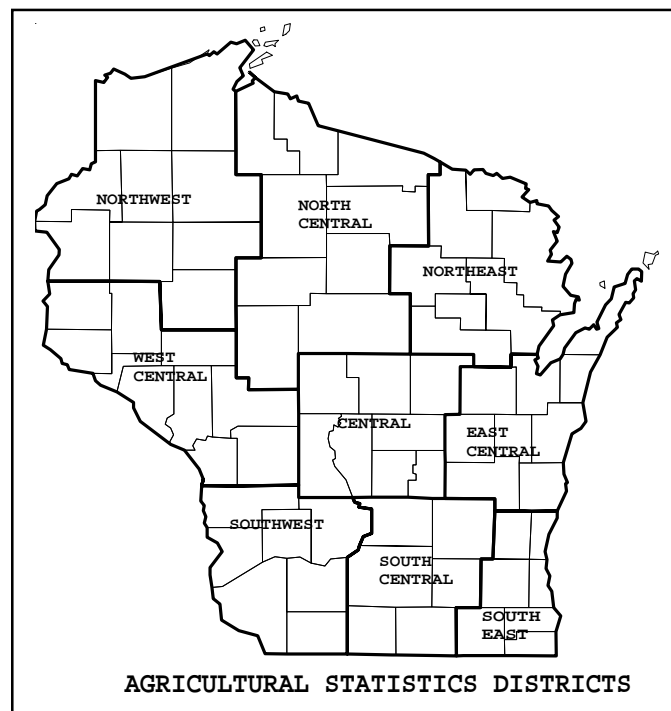 NORTHWEST
NORTH
CENTRAL
NORTHEAST
WEST
CENTRAL
CENTRAL
EAST
CENTRAL
SOUTHWEST
SOUTH
CENTRAL
SOUTH
EAST
AGRICULTURAL STATISTICS DISTRICTS